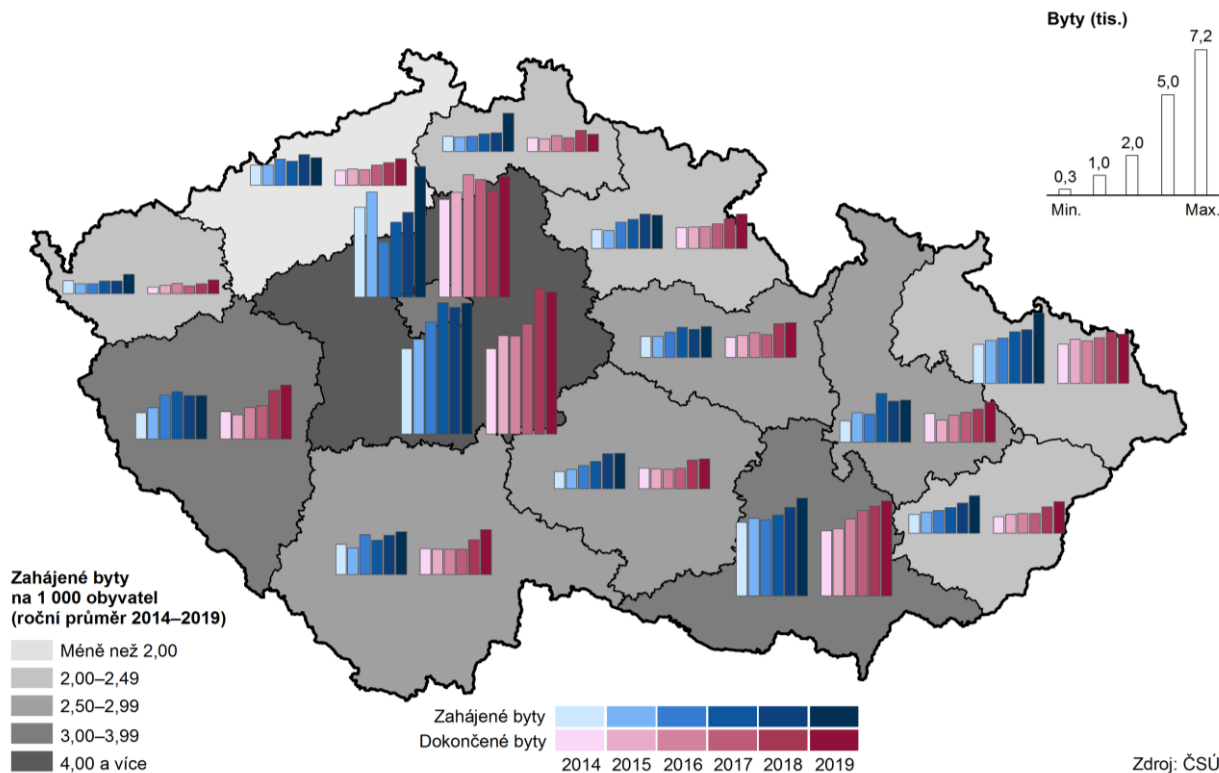 Byty (tis.)
7,2
5,0
2,0
1,0
0,3
Min.
Max.
Zahájené byty
na 1 000 obyvatel
(roční průměr 2014–2019)
Méně než 2,00
2,00–2,49
2,50–2,99
3,00–3,99
4,00 a více
Zahájené byty
Dokončené byty
2014 2015 2016 2017 2018 2019
Zdroj: ČSÚ